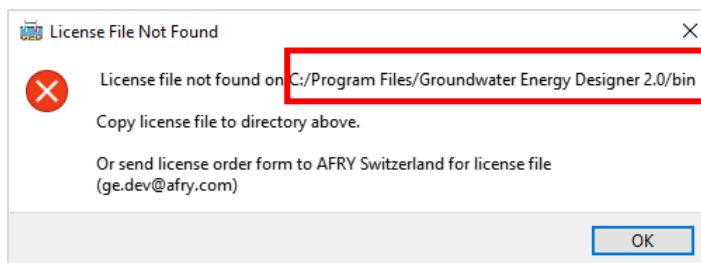 GED License File Not Found
License file not found on C:/Program Files/Groundwater Energy Designer 2.0/bin
Copy license file to directory above.
Or send license order form to AFRY Switzerland for license file
(ge.dev@afry.com)
OK